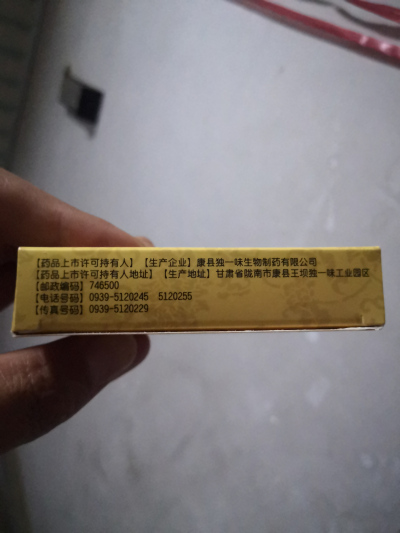 【药品上市许可持有人】【生产企业】康县独一味生物制药有限公司
【药品上市许可持有人地址】【生产地址】甘肃省陇南市康县王坝独一味工业园区
【邮政编码】746500
【电话号码】0939-5120245 5120255
【传真号码】0939-5120229